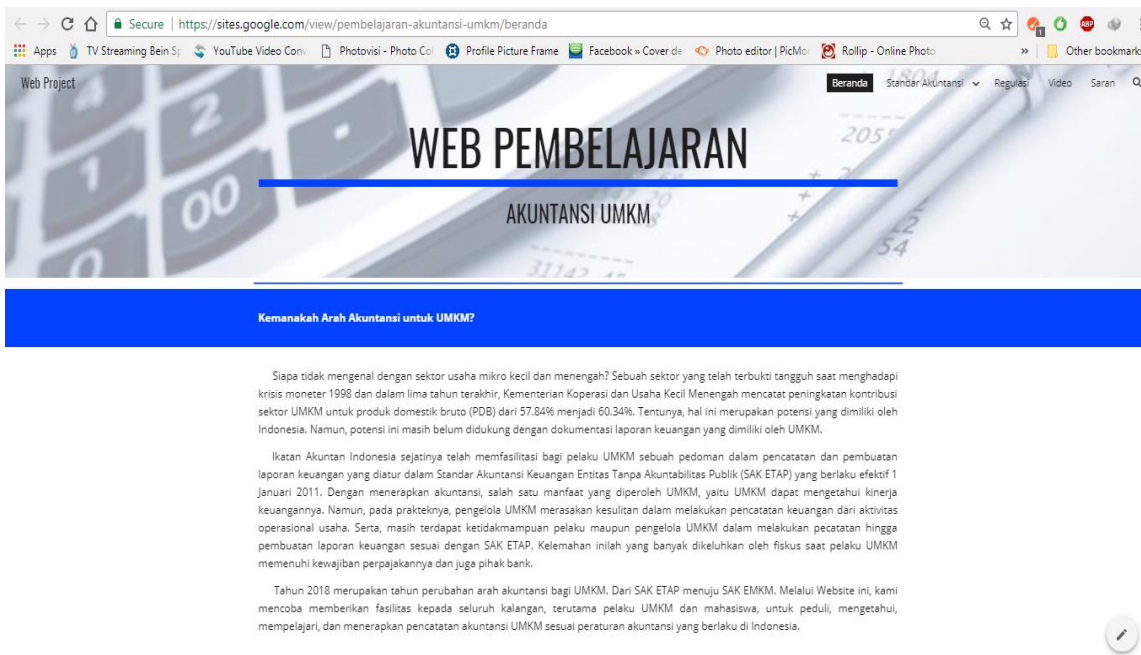 Secure | https://sites.google.com/view/pembelajaran-akuntansi-umkm/beranda
Apps TV Streaming Bein Sp YouTube Video Conv Photovisi - Photo Col Profile Picture Frame Facebook » Cover de Photo editor | PicMo Rollip - Online Photo » Other bookmark
Web Project
Beranda Standar Akuntansi Regulasi Video Saran
WEB PEMBELAJARAN
AKUNTANSI UMKM
Kemanakah Arah Akuntansi untuk UMKM?
Siapa tidak mengenal dengan sektor usaha mikro kecil dan menengah? Sebuah sektor yang telah terbukti tangguh saat menghadapi
krisis moneter 1998 dan dalam lima tahun terakhir, Kementerian Koperasi dan Usaha Kecil Menengah mencatat peningkatan kontribusi
sektor UMKM untuk produk domestik bruto (PDB) dari 57.84% menjadi 60.34%. Tentunya, hal ini merupakan potensi yang dimiliki oleh
Indonesia. Namun, potensi ini masih belum didukung dengan dokumentasi laporan keuangan yang dimiliki oleh UMKM.
Ikatan Akuntan Indonesia sejatinya telah memfasilitasi bagi pelaku UMKM sebuah pedoman dalam pencatatan dan pembuatan
laporan keuangan yang diatur dalam Standar Akuntansi Keuangan Entitas Tanpa Akuntabilitas Publik (SAK ETAP) yang berlaku efektif 1
Januari 2011. Dengan menerapkan akuntansi, salah satu manfaat yang diperoleh UMKM, yaitu UMKM dapat mengetahui kinerja
keuangannya. Namun, pada prakteknya, pengelola UMKM merasakan kesulitan dalam melakukan pencatatan keuangan dari aktivitas
operasional usaha. Serta, masih terdapat ketidakmampuan pelaku maupun pengelola UMKM dalam melakukan pecatatan hingga
pembuatan laporan keuangan sesuai dengan SAK ETAP. Kelemahan inilah yang banyak dikeluhkan oleh fiskus saat pelaku UMKM
memenuhi kewajiban perpajakannya dan juga pihak bank.
Tahun 2018 merupakan tahun perubahan arah akuntansi bagi UMKM. Dari SAK ETAP menuju SAK EMKM. Melalui Website ini, kami
mencoba memberikan fasilitas kepada seluruh kalangan, terutama pelaku UMKM dan mahasiswa, untuk peduli, mengetahui,
mempelajari, dan menerapkan pencatatan akuntansi UMKM sesuai peraturan akuntansi yang berlaku di Indonesia.